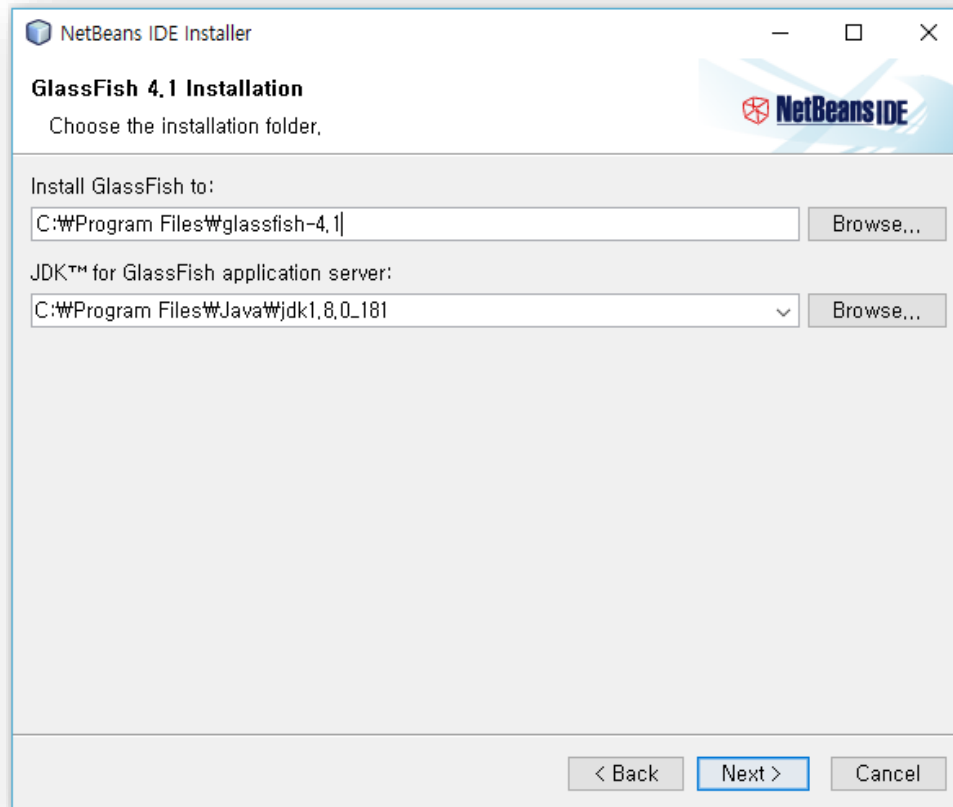 NetBeans IDE Installer
GlassFish 4.1 Installation
NetBeans IDE
Choose the installation folder.
Install GlassFish to:
C:₩Program Files₩glassfish-4.1
Browse...
JDK™ for GlassFish application server:
C:₩Program Files₩Java₩jdk1.8.0_181
Browse...
< Back
Next >
Cancel